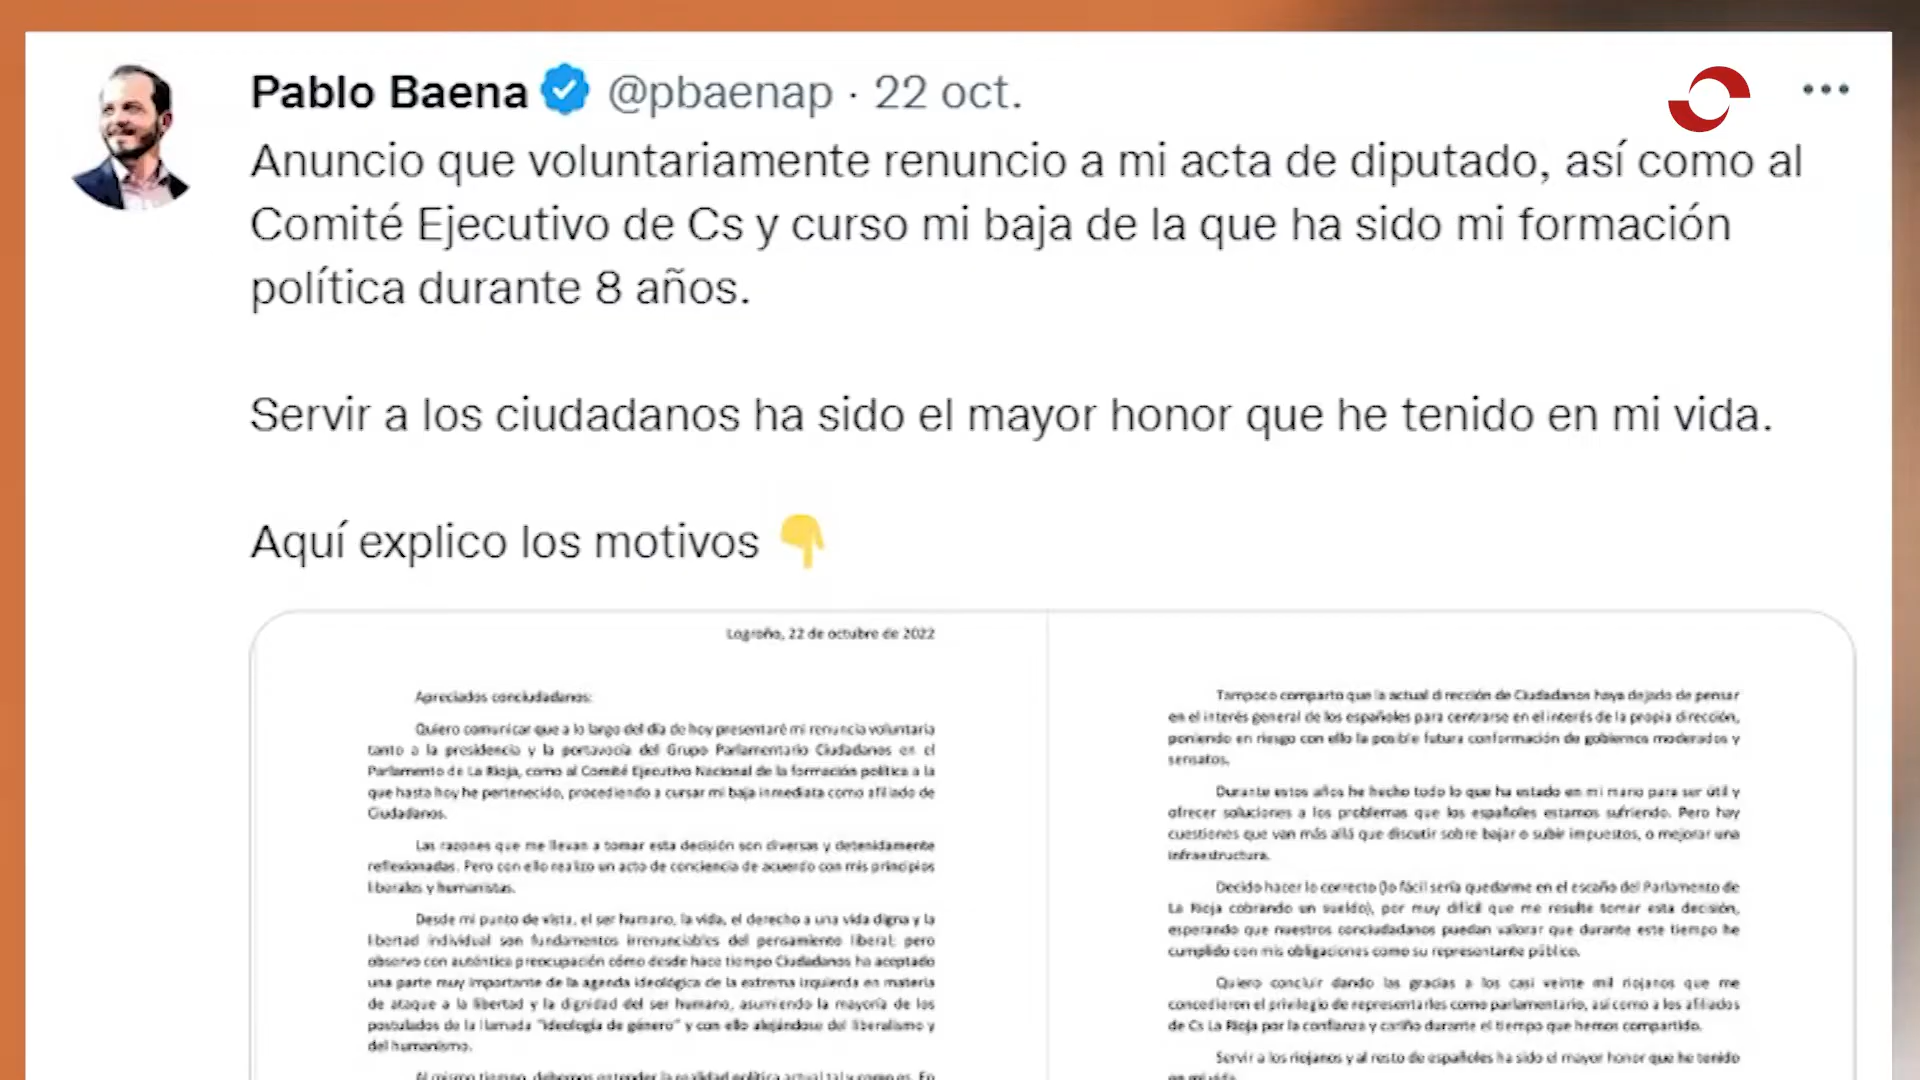 Pablo Baena @pbaenap · 22 oct.
Anuncio que voluntariamente renuncio a mi acta de diputado, así como al
Comité Ejecutivo de Cs y curso mi baja de la que ha sido mi formación
política durante 8 años.
Servir a los ciudadanos ha sido el mayor honor que he tenido en mi vida.
Aquí explico los motivos 👇
Logroño, 22 de octubre de 2022
Apreciados conciudadanos:
Quiero comunicar que a lo largo del día de hoy presentaré mi renuncia voluntaria
tanto a la presidencia y la portavocía del Grupo Parlamentario Ciudadanos en el
Parlamento de La Rioja, como al Comité Ejecutivo Nacional de la formación política a la
que hasta hoy he pertenecido, procediendo a cursar mi baja inmediata como afiliado de
Ciudadanos.
Las razones que me llevan a tomar esta decisión son diversas y detenidamente
reflexionadas. Pero con ello realizo un acto de conciencia de acuerdo con mis principios
liberales y humanistas.
Desde mi punto de vista, el ser humano, la vida, el derecho a una vida digna y la
libertad individual son fundamentos irrenunciables del pensamiento liberal; pero
observo con auténtica preocupación cómo desde hace tiempo Ciudadanos ha aceptado
una parte muy importante de la agenda ideológica de la extrema izquierda en materia
de ataque a la libertad y la dignidad del ser humano, asumiendo la mayoría de los
postulados de la llamada "ideología de género" y con ello alejándose del liberalismo y
del humanismo.
Al mismo tiempo, debemos entender la realidad política actual tal y como es. En
Tampoco comparto que la actual dirección de Ciudadanos haya dejado de pensar
en el interés general de los españoles para centrarse en el interés de la propia dirección,
poniendo en riesgo con ello la posible futura conformación de gobiernos moderados y
sensatos.
Durante estos años he hecho todo lo que ha estado en mi mano para ser útil y
ofrecer soluciones a los problemas que los españoles estamos sufriendo. Pero hay
cuestiones que van más allá que discutir sobre bajar o subir impuestos, o mejorar una
infraestructura.
Decido hacer lo correcto (lo fácil sería quedarme en el escaño del Parlamento de
La Rioja cobrando un sueldo), por muy difícil que me resulte tomar esta decisión,
esperando que nuestros conciudadanos puedan valorar que durante este tiempo he
cumplido con mis obligaciones como su representante público.
Quiero concluir dando las gracias a los casi veinte mil riojanos que me
concedieron el privilegio de representarles como parlamentario, así como a los afiliados
de Cs La Rioja por la confianza y cariño durante el tiempo que hemos compartido.
Servir a los riojanos y al resto de españoles ha sido el mayor honor que he tenido
en mi vida.